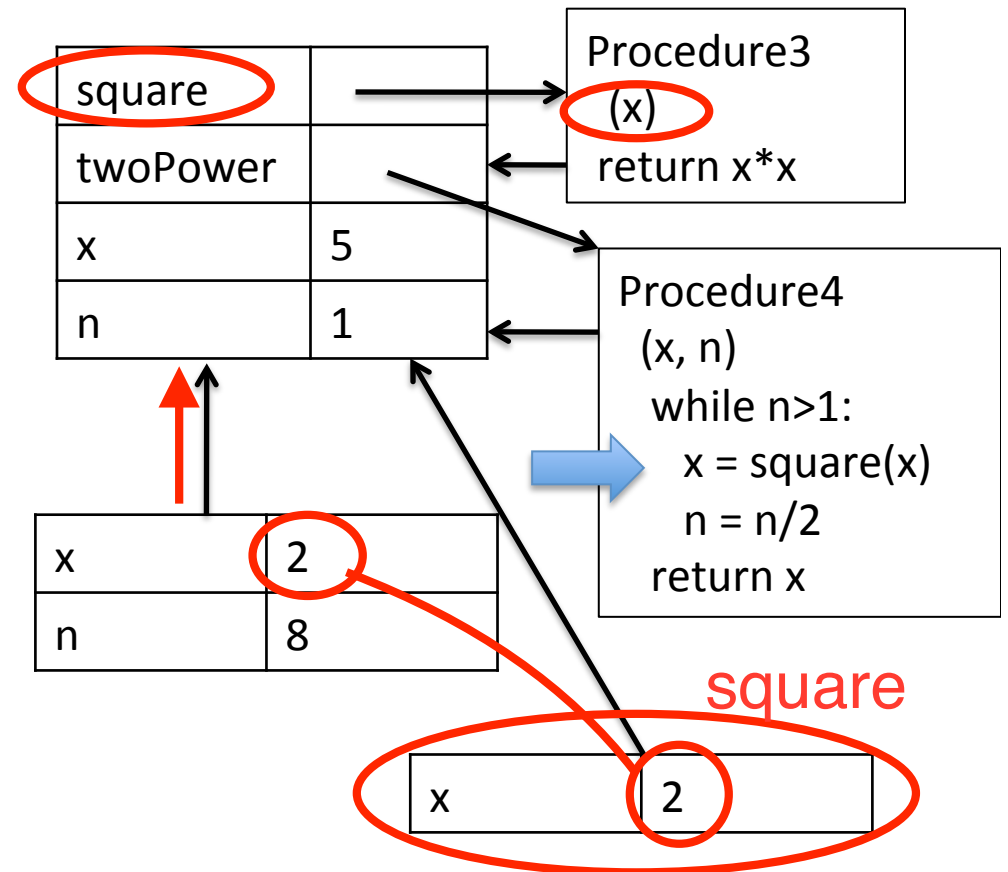 square
twoPower
x 5
n 1
Procedure3
(x)
return x*x
Procedure4
(x, n)
while n>1:
x = square(x)
n = n/2
return x
x 2
n 8
square
x 2